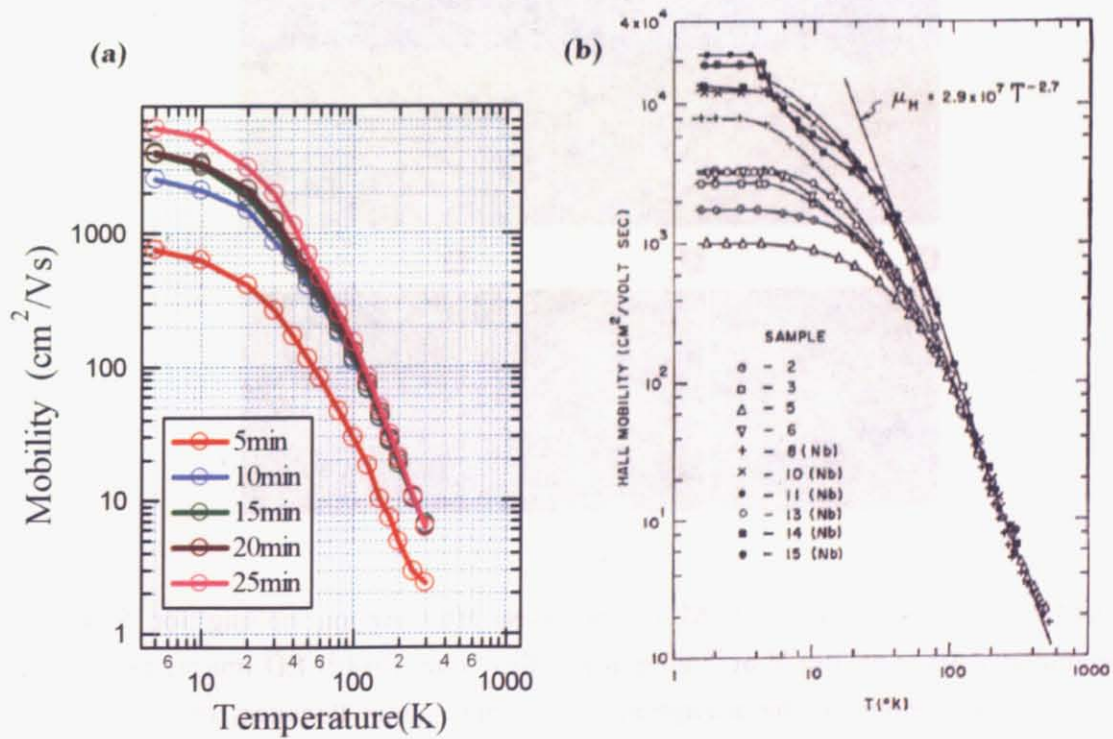 (a)
Mobility (cm²/Vs)
1000
100
10
1
5min
10min
15min
20min
25min
6
2
4
6
2
4
6
10
100
1000
Temperature(K)
(b)
4×10⁴
10⁴
10³
10²
10¹
10
HALL MOBILITY (CM²/VOLT SEC)
μH = 2.9×10⁷ T⁻²·⁷
SAMPLE
- 2
- 3
- 5
- 6
- 8 (Nb)
- 10 (Nb)
- 11 (Nb)
- 13 (Nb)
- 14 (Nb)
- 15 (Nb)
1
10
100
1000
T(°K)